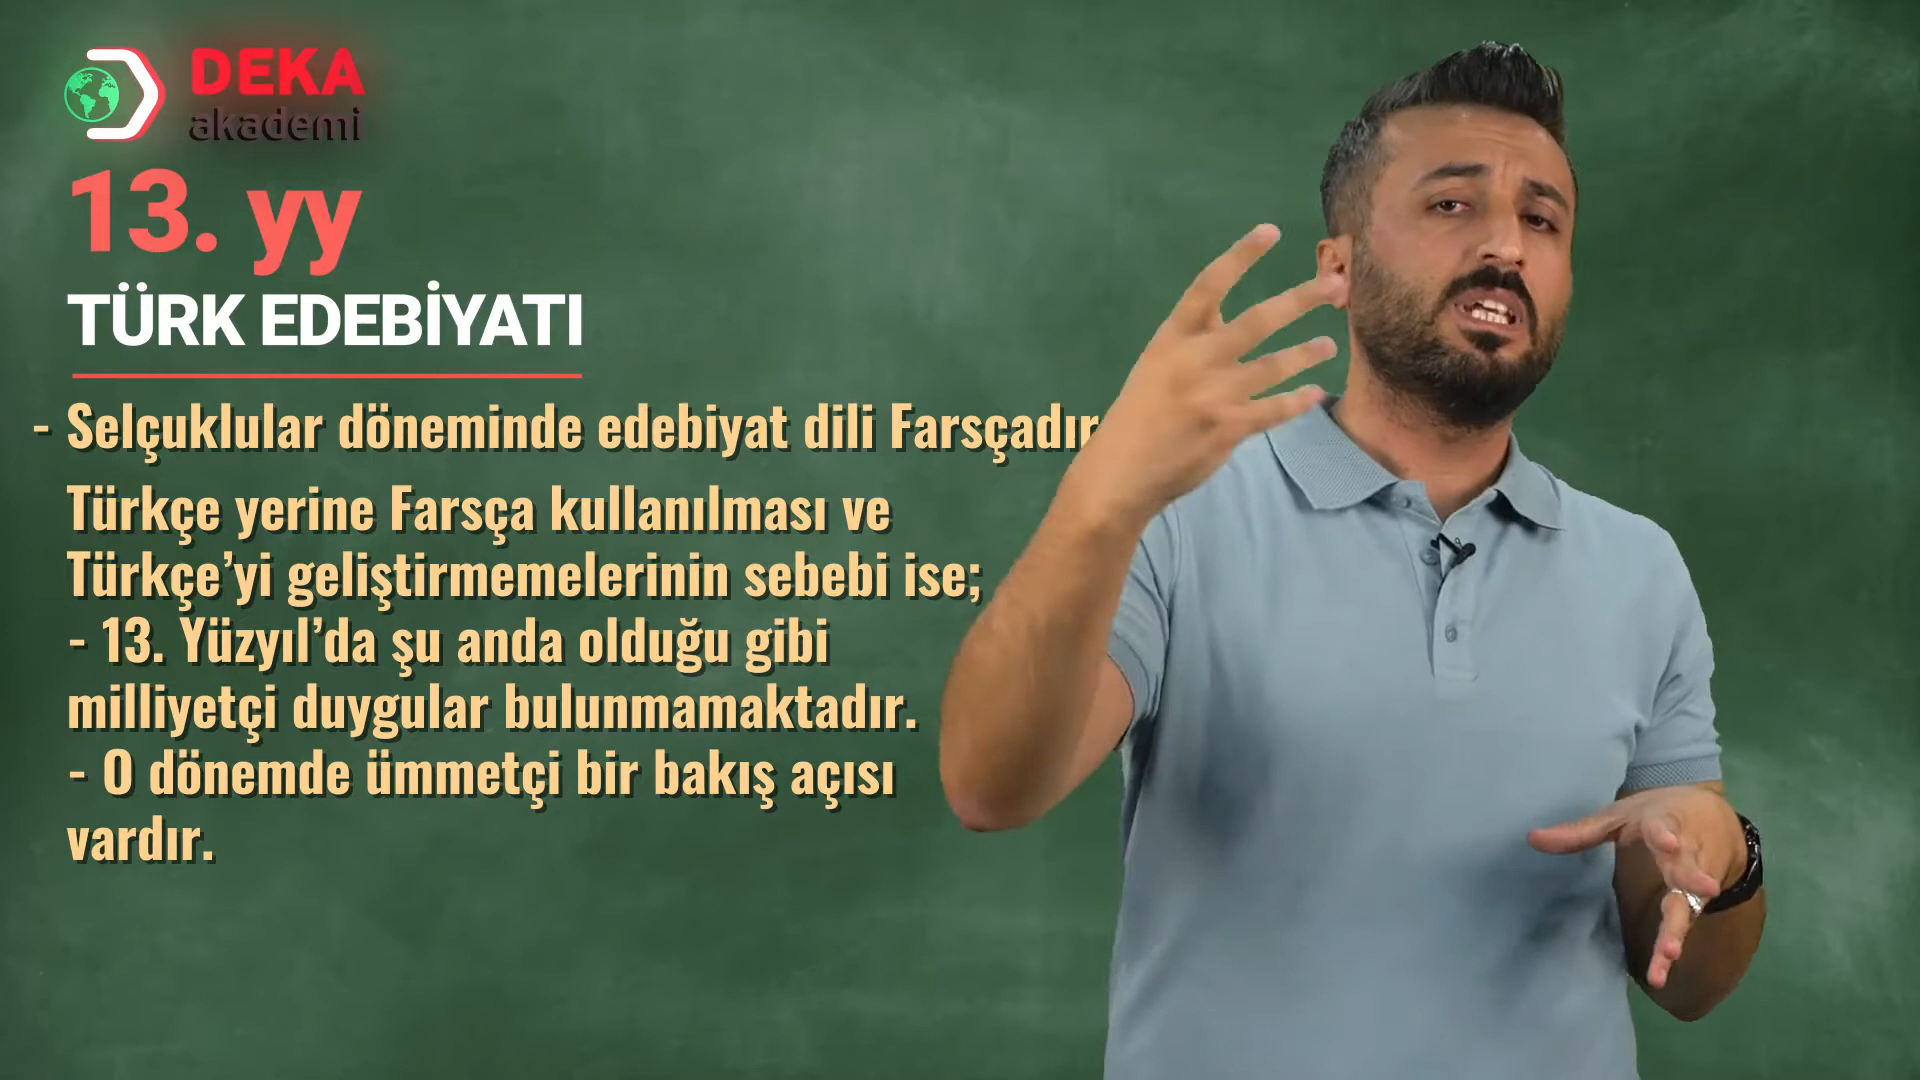 DEKA
akademi
13. yy
TÜRK EDEBİYATI
- Selçuklular döneminde edebiyat dili Farsçadır
Türkçe yerine Farsça kullanılması ve
Türkçe’yi geliştirmemelerinin sebebi ise;
- 13. Yüzyıl’da şu anda olduğu gibi
milliyetçi duygular bulunmamaktadır.
- O dönemde ümmetçi bir bakış açısı
vardır.